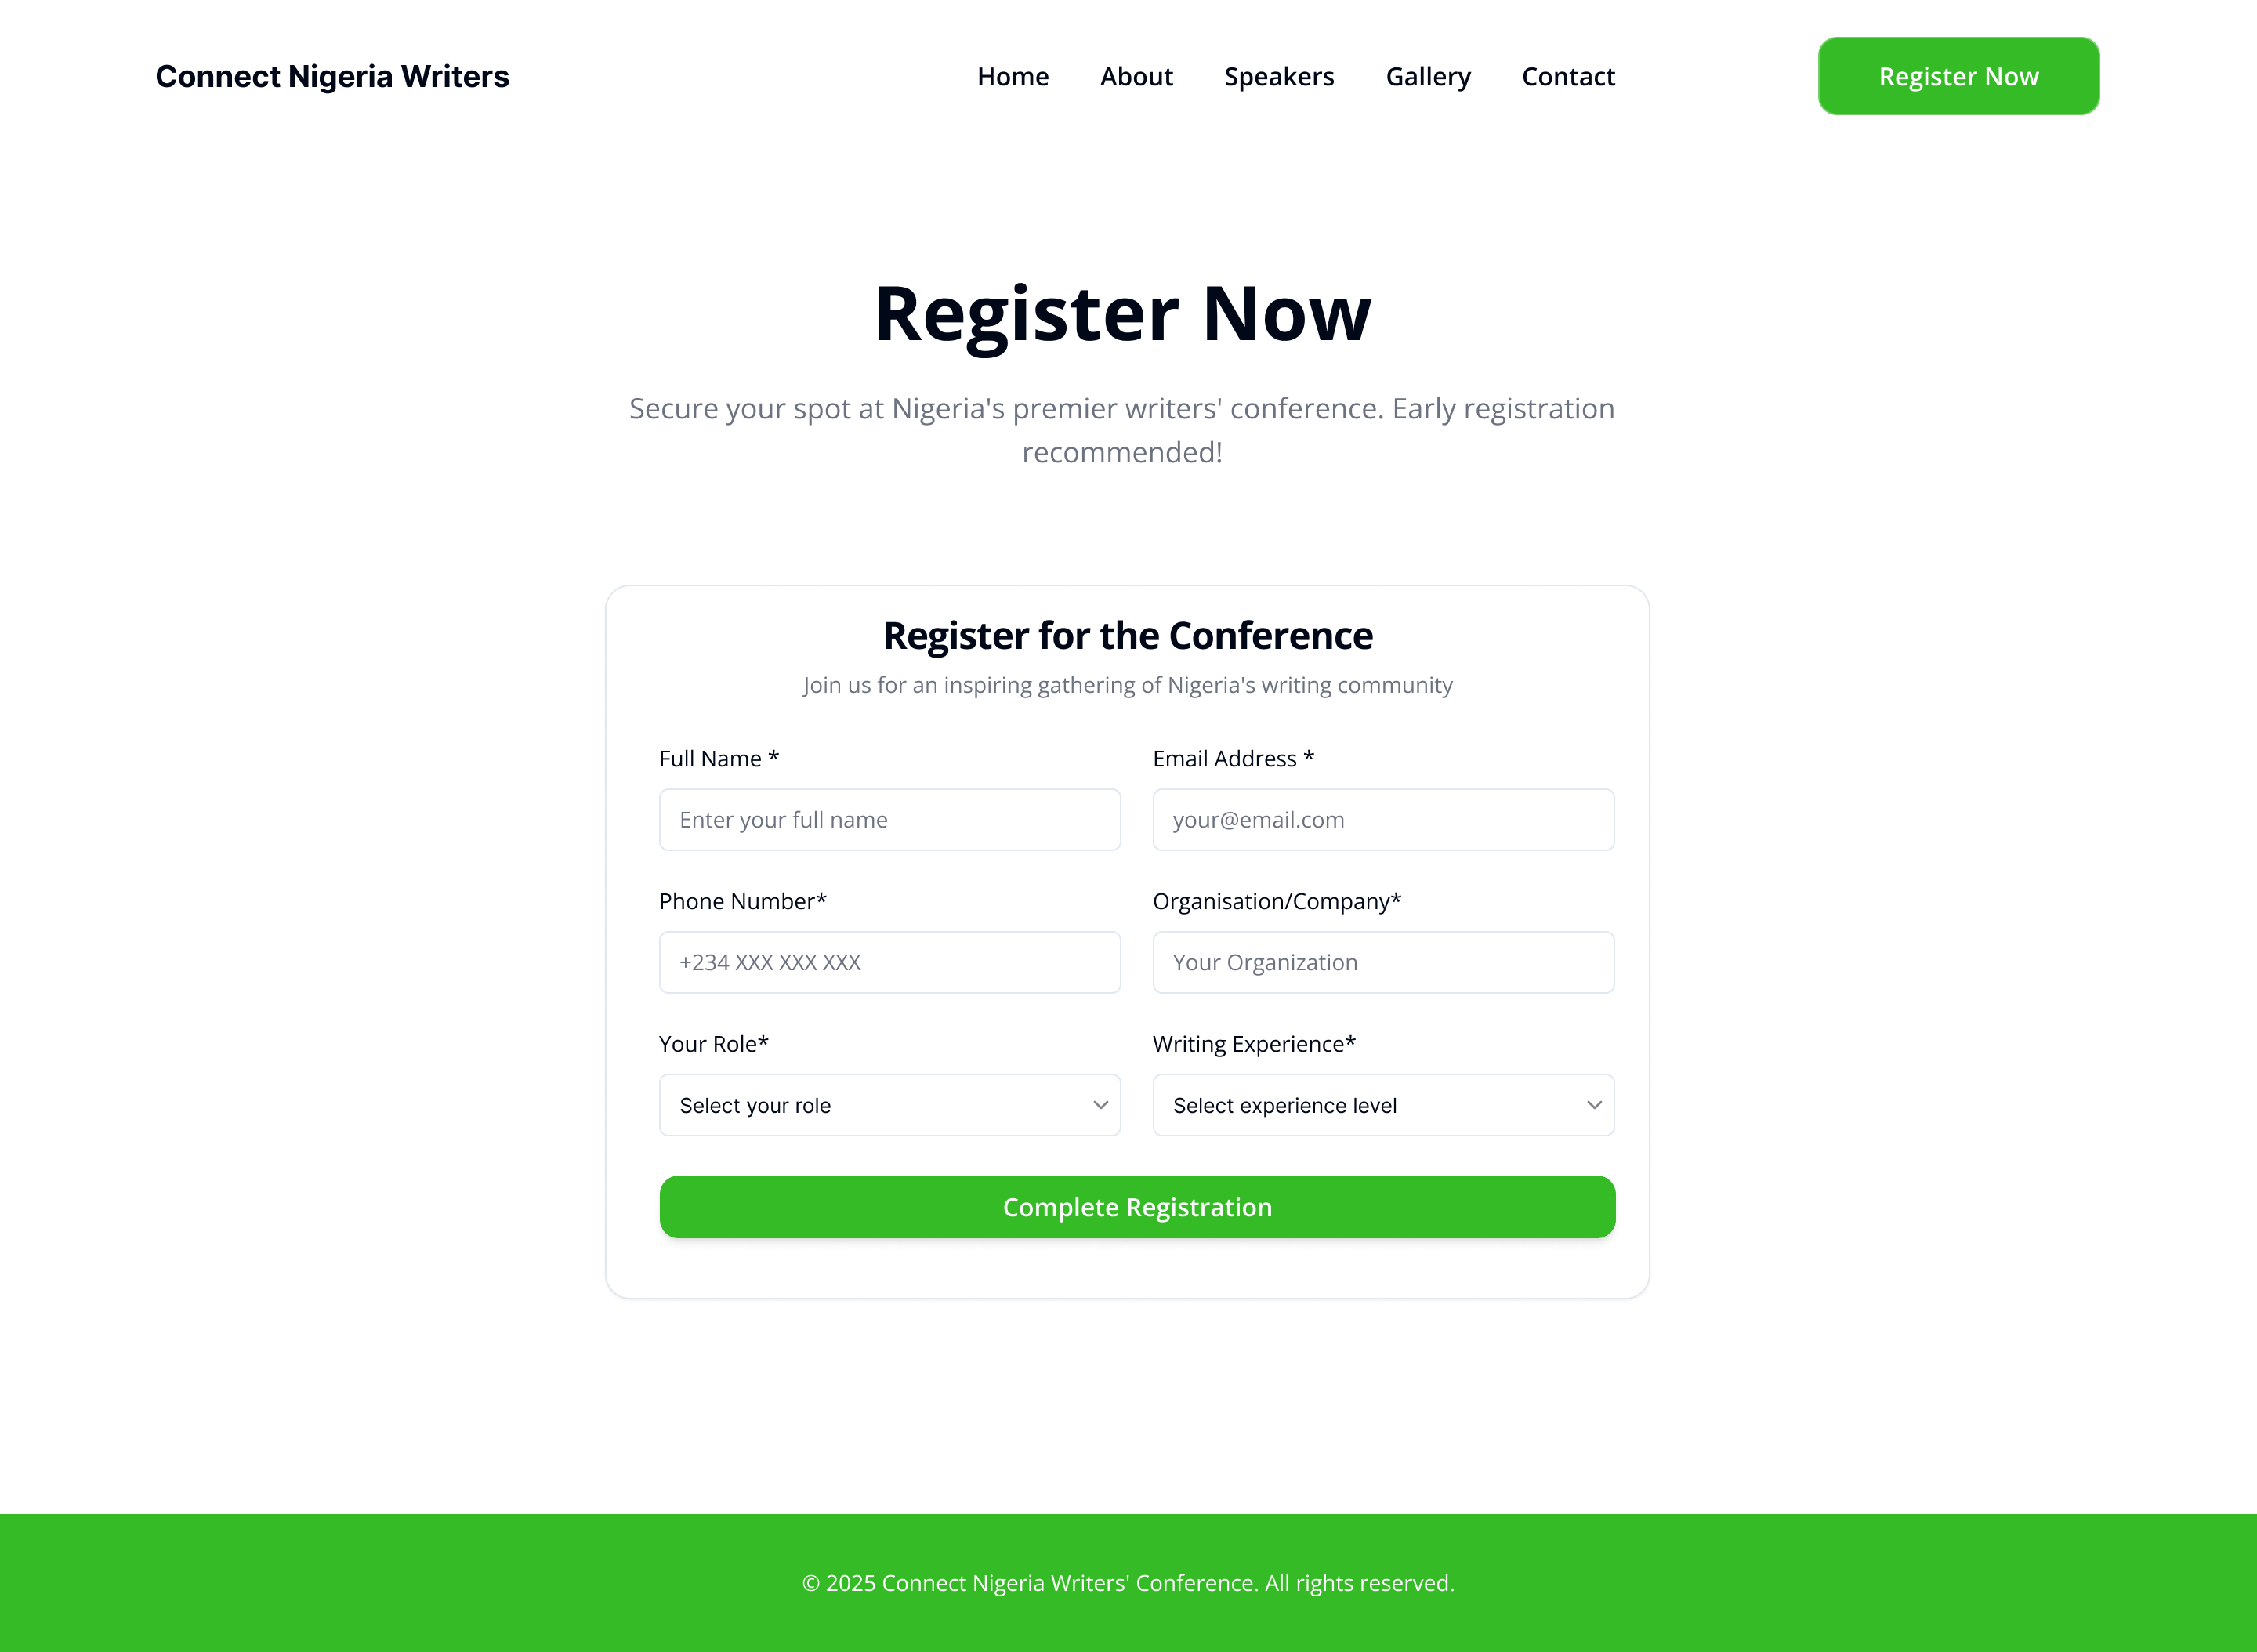 Connect Nigeria Writers
Home About Speakers Gallery Contact
Register Now
Register Now
Secure your spot at Nigeria's premier writers' conference. Early registration
recommended!
Register for the Conference
Join us for an inspiring gathering of Nigeria's writing community
Full Name *
Email Address *
Enter your full name
your@email.com
Phone Number*
Organisation/Company*
+234 XXX XXX XXX
Your Organization
Your Role*
Writing Experience*
Select your role
Select experience level
Complete Registration
© 2025 Connect Nigeria Writers' Conference. All rights reserved.